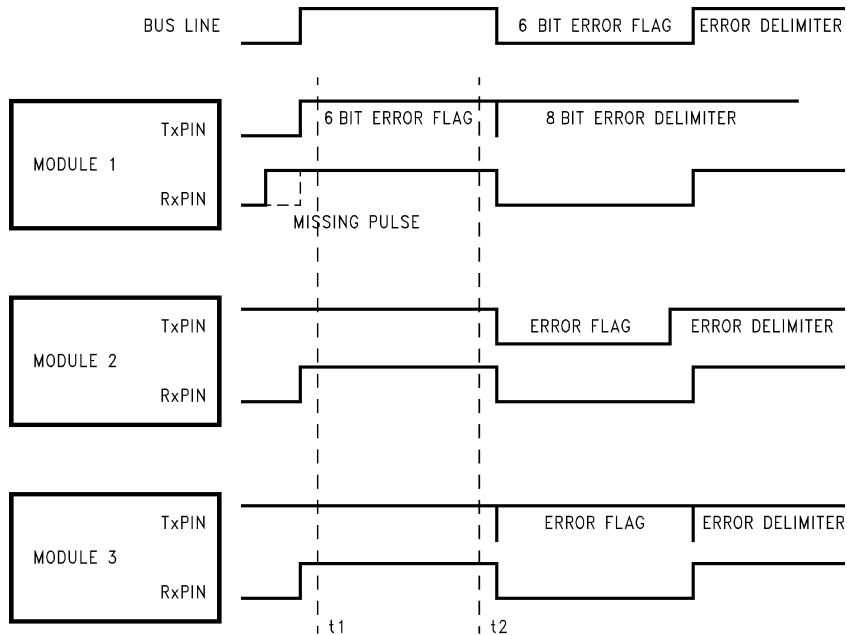 BUS LINE
6 BIT ERROR FLAG
ERROR DELIMITER
MODULE 1
TxPIN
6 BIT ERROR FLAG
8 BIT ERROR DELIMITER
RxPIN
MISSING PULSE
MODULE 2
TxPIN
ERROR FLAG
ERROR DELIMITER
RxPIN
MODULE 3
TxPIN
ERROR FLAG
ERROR DELIMITER
RxPIN
t1
t2